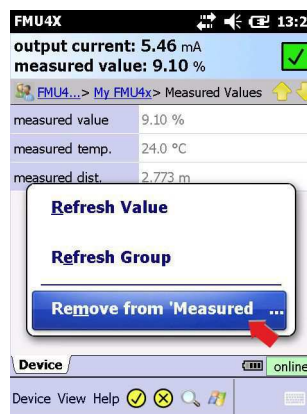 FMU4X 13:2
output current: 5.46 mA
measured value: 9.10 %
FMU4...> My FMU4x> Measured Values
measured value 9.10 %
measured temp. 24.0 °C
measured dist. 2.773 m
Refresh Value
Refresh Group
Remove from 'Measured ...
Device online
Device View Help